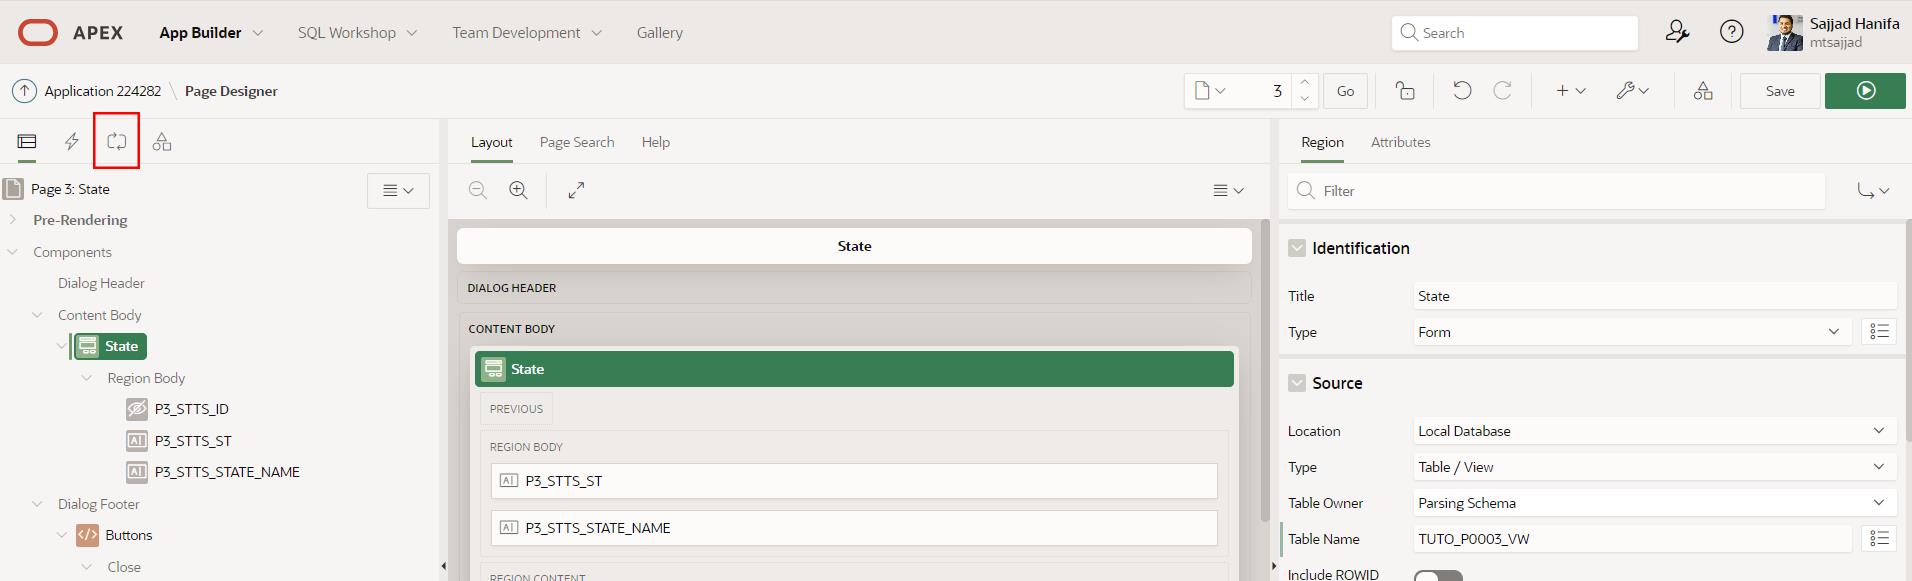 APEX App Builder SQL Workshop Team Development Gallery Search Sajjad Hanifa
mtsajjad
Application 224282 \ Page Designer 3 Go Save
Layout Page Search Help Region Attributes
Page 3: State Filter
Pre-Rendering
Components State Identification
Dialog Header DIALOG HEADER Title State
Content Body CONTENT BODY Type Form
State State Source
Region Body PREVIOUS
P3_STTS_ID REGION BODY Location Local Database
P3_STTS_ST P3_STTS_ST Type Table / View
P3_STTS_STATE_NAME
Dialog Footer P3_STTS_STATE_NAME Table Owner Parsing Schema
Buttons Table Name TUTO_P0003_VW
Close REGION CONTENT Include ROWID